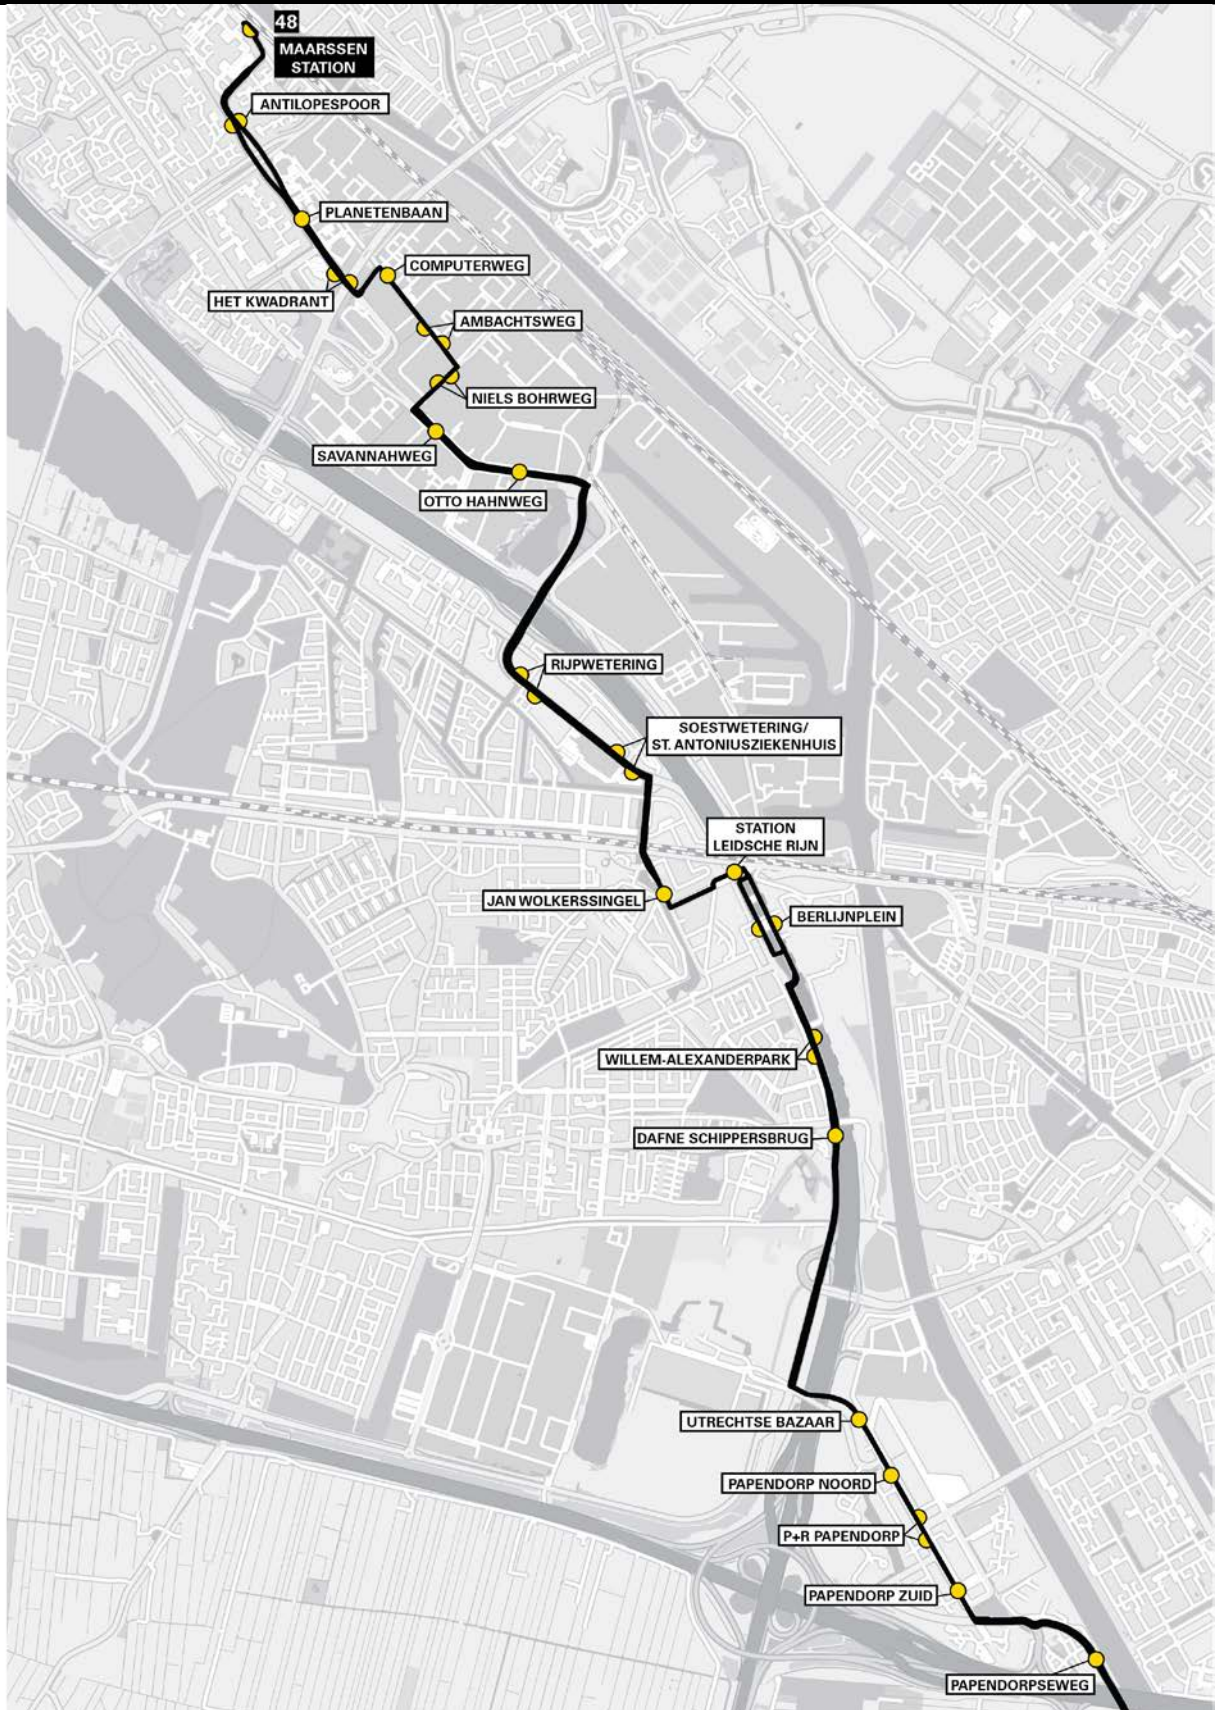 48
MAARSSEN
STATION
ANTILOPESPOOR
PLANETENBAAN
COMPUTERWEG
HET KWADRANT
AMBACHTSWEG
NIELS BOHRWEG
SAVANNAHWEG
OTTO HAHNWEG
RIJPWETERING
SOESTWETERING/
ST. ANTONIUSZIEKENHUIS
STATION
LEIDSCHE RIJN
JAN WOLKERSSINGEL
BERLIJNPLEIN
WILLEM-ALEXANDERPARK
DAFNE SCHIPPERSBRUG
UTRECHTSE BAZAAR
PAPENDORP NOORD
P+R PAPENDORP
PAPENDORP ZUID
PAPENDORPSEWEG